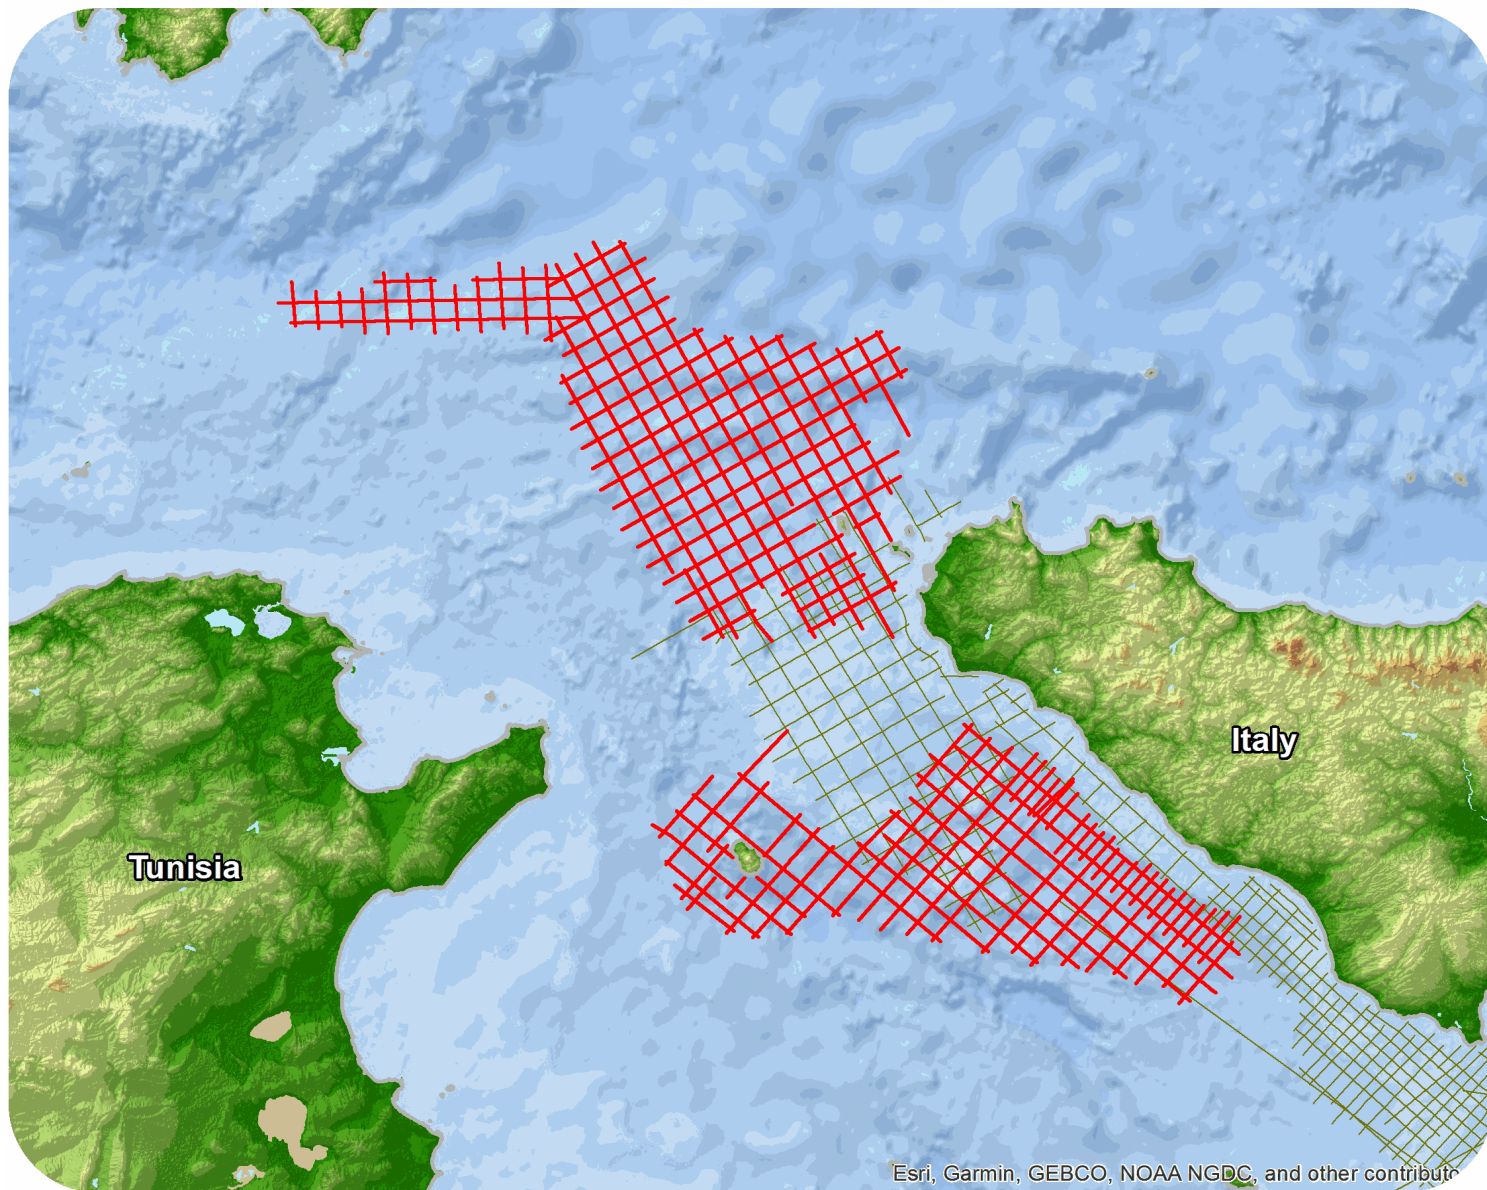 Italy
Tunisia
Esri, Garmin, GEBCO, NOAA NGDC, and other contributo